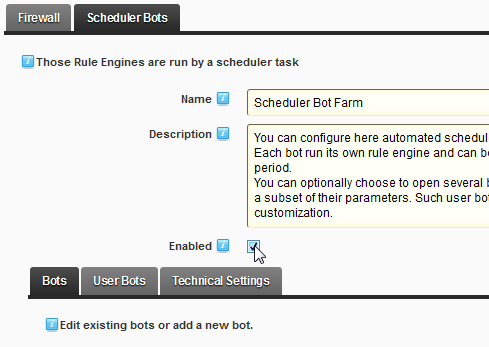 Firewall Scheduler Bots
Those Rule Engines are run by a scheduler task
Name Scheduler Bot Farm
Description You can configure here automated schedul
Each bot run its own rule engine and can be
period.
You can optionally choose to open several b
a subset of their parameters. Such user bot
customization.
Enabled
Bots User Bots Technical Settings
Edit existing bots or add a new bot.